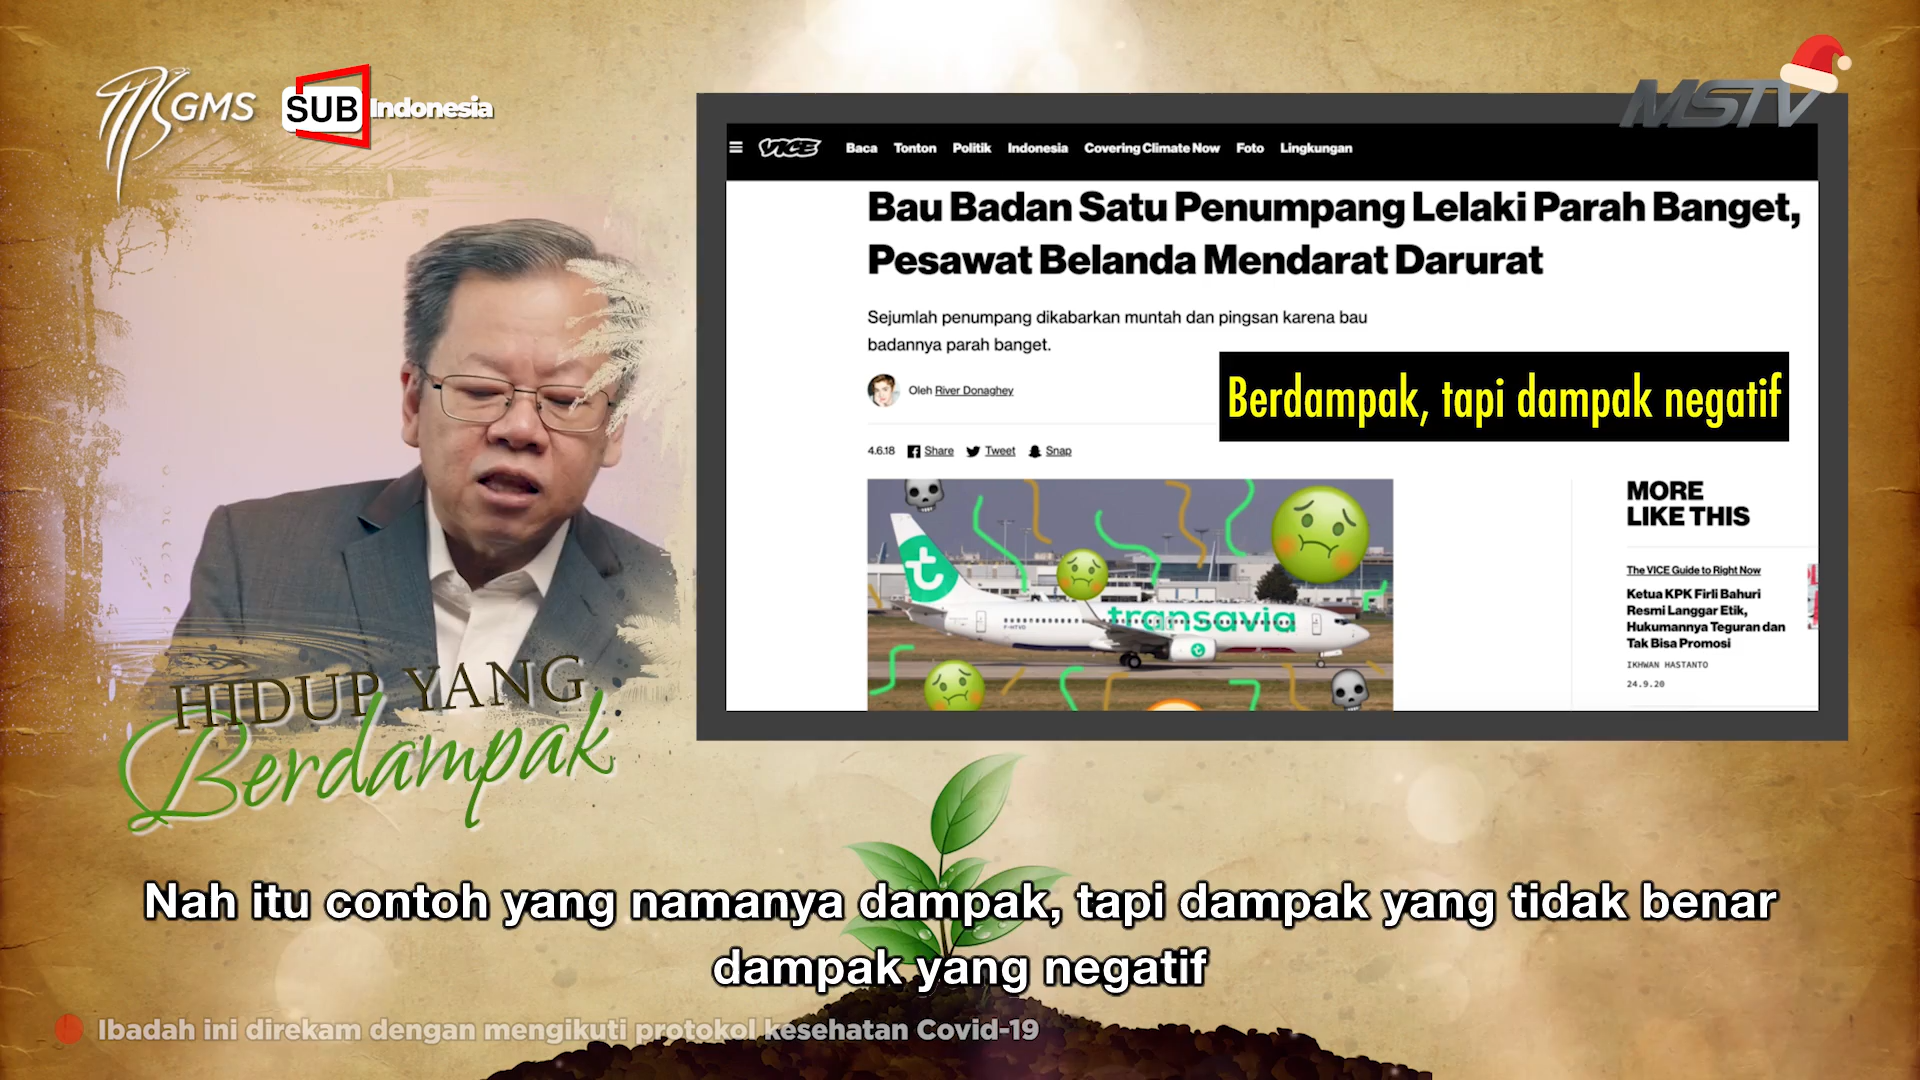 GMS
SUB Indonesia
MSTV
VICE Baca Tonton Politik Indonesia Covering Climate Now Foto Lingkungan
Bau Badan Satu Penumpang Lelaki Parah Banget,
Pesawat Belanda Mendarat Darurat
Sejumlah penumpang dikabarkan muntah dan pingsan karena bau
badannya parah banget.
Oleh River Donaghey
Berdampak, tapi dampak negatif
4.6.18 Share Tweet Snap
transavia
MORE
LIKE THIS
The VICE Guide to Right Now
Ketua KPK Firli Bahuri
Resmi Langgar Etik,
Hukumannya Teguran dan
Tak Bisa Promosi
IKHWAN HASTANTO
24.9.20
HIDUP YANG
Berdampak
Nah itu contoh yang namanya dampak, tapi dampak yang tidak benar
dampak yang negatif
Ibadah ini direkam dengan mengikuti protokol kesehatan Covid-19